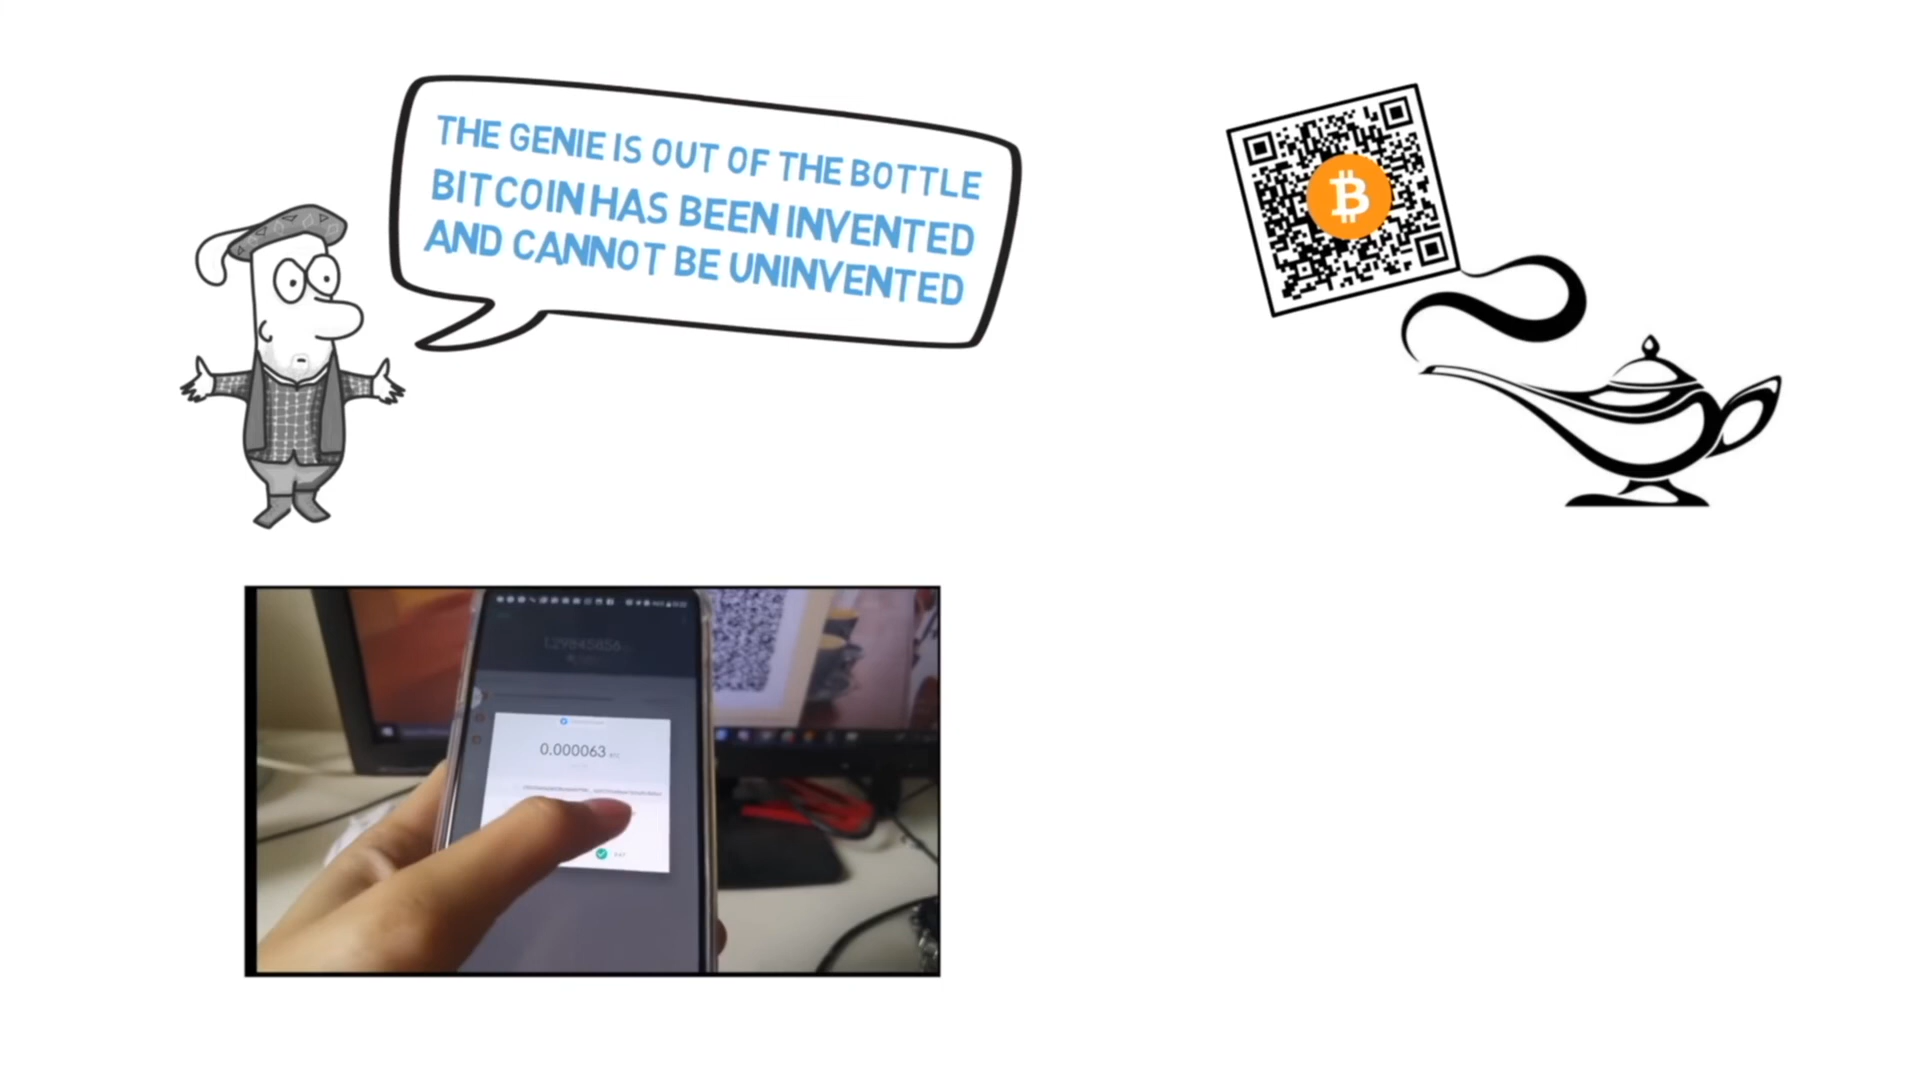 THE GENIE IS OUT OF THE BOTTLE
BITCOIN HAS BEEN INVENTED
AND CANNOT BE UNINVENTED
0.000063